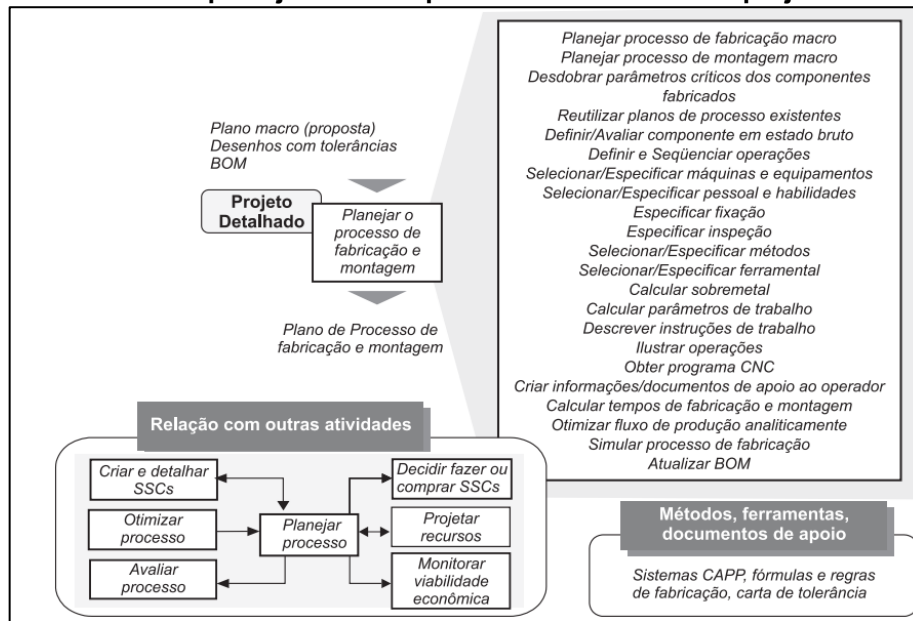 Planejar processo de fabricação macro
Planejar processo de montagem macro
Desdobrar parâmetros críticos dos componentes
fabricados
Reutilizar planos de processo existentes
Definir/Avaliar componente em estado bruto
Definir e Seqüenciar operações
Selecionar/Especificar máquinas e equipamentos
Selecionar/Especificar pessoal e habilidades
Especificar fixação
Especificar inspeção
Selecionar/Especificar métodos
Selecionar/Especificar ferramental
Calcular sobremetal
Calcular parâmetros de trabalho
Descrever instruções de trabalho
Ilustrar operações
Obter programa CNC
Criar informações/documentos de apoio ao operador
Calcular tempos de fabricação e montagem
Otimizar fluxo de produção analiticamente
Simular processo de fabricação
Atualizar BOM
Plano macro (proposta)
Desenhos com tolerâncias
BOM
Projeto
Detalhado
Planejar o
processo de
fabricação e
montagem
Plano de Processo de
fabricação e montagem
Relação com outras atividades
Criar e detalhar
SSCs
Otimizar
processo
Avaliar
processo
Planejar
processo
Decidir fazer ou
comprar SSCs
Projetar
recursos
Monitorar
viabilidade
econômica
Métodos, ferramentas,
documentos de apoio
Sistemas CAPP, fórmulas e regras
de fabricação, carta de tolerância